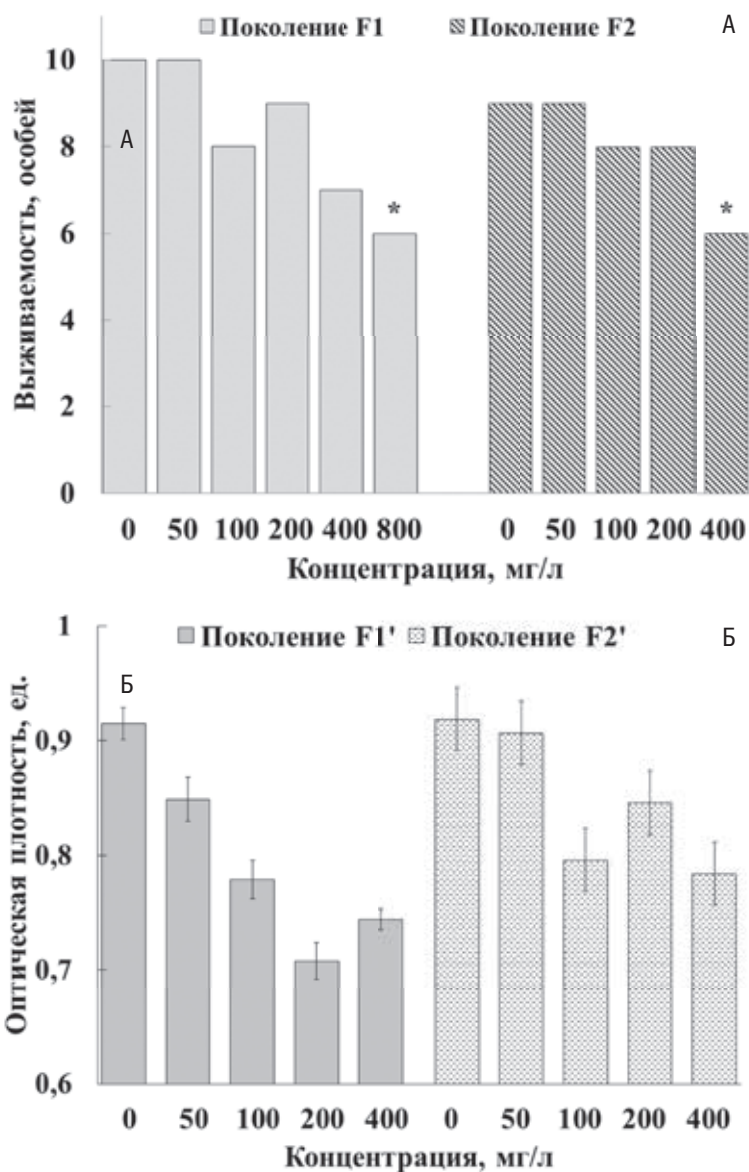 Поколение F1 Поколение F2 А
Выживаемость, особей
10
8
6
4
2
0
А
*
*
0 50 100 200 400 800 0 50 100 200 400
Концентрация, мг/л
Поколение F1' Поколение F2' Б
Оптическая плотность, ед.
1
0,9
0,8
0,7
0,6
Б
0 50 100 200 400 0 50 100 200 400
Концентрация, мг/л